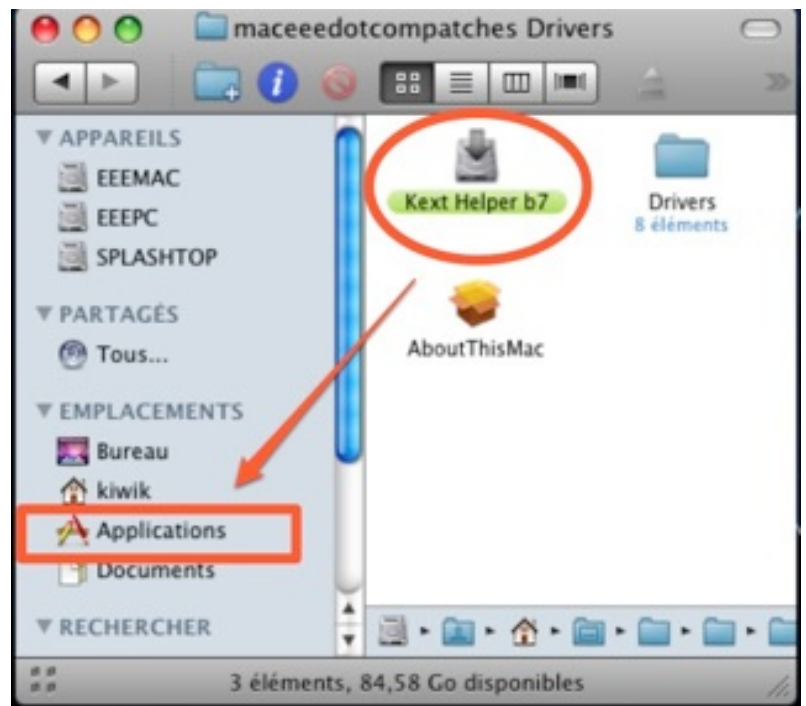 maceeedotcompatches Drivers
APPAREILS
EEEMAC
EEEPC
SPLASHTOP
PARTAGÉS
Tous...
EMPLACEMENTS
Bureau
kiwik
Applications
Documents
RECHERCHER
Kext Helper b7
Drivers
8 éléments
AboutThisMac
3 éléments, 84,58 Go disponibles